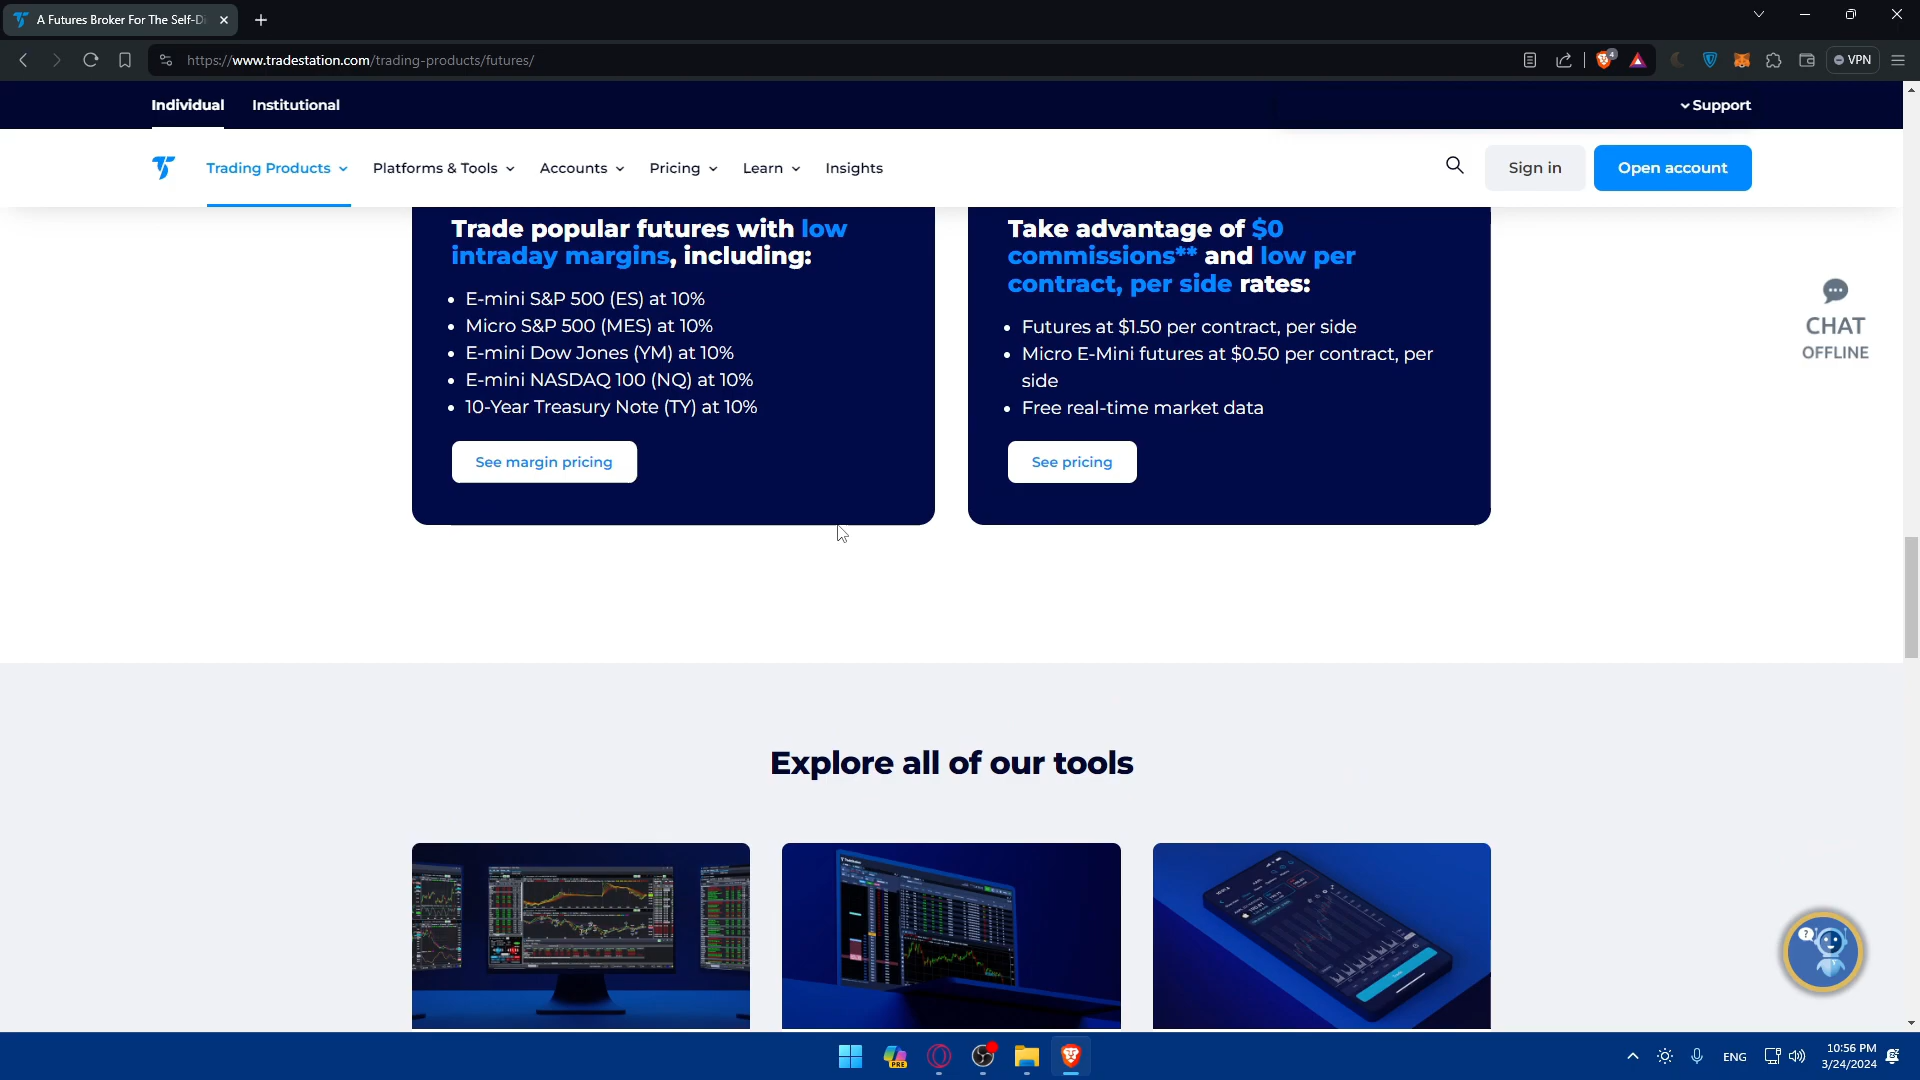 A Futures Broker For The Self-Di
https://www.tradestation.com/trading-products/futures/
4
VPN
Individual
Institutional
Support
Trading Products
Platforms & Tools
Accounts
Pricing
Learn
Insights
Sign in
Open account
Trade popular futures with low
intraday margins, including:
• E-mini S&P 500 (ES) at 10%
• Micro S&P 500 (MES) at 10%
• E-mini Dow Jones (YM) at 10%
• E-mini NASDAQ 100 (NQ) at 10%
• 10-Year Treasury Note (TY) at 10%
See margin pricing
Take advantage of $0
commissions** and low per
contract, per side rates:
• Futures at $1.50 per contract, per side
• Micro E-Mini futures at $0.50 per contract, per
side
• Free real-time market data
See pricing
CHAT
OFFLINE
Explore all of our tools
?
PRE
ENG
10:56 PM
3/24/2024